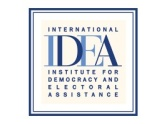 INTERNATIONAL
IDEA
INSTITUTE FOR
DEMOCRACY AND
ELECTORAL
ASSISTANCE